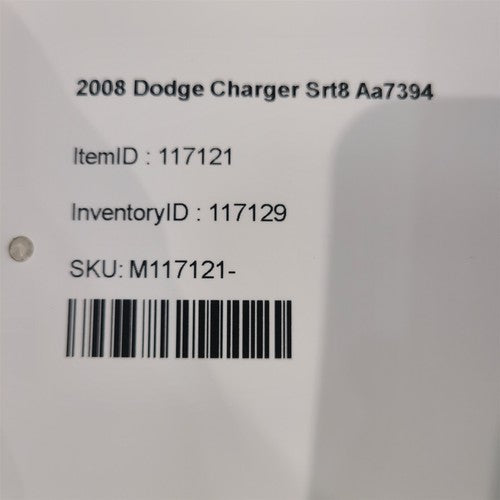 2008 Dodge Charger Srt8 Aa7394
ItemID : 117121
InventoryID : 117129
SKU: M117121-